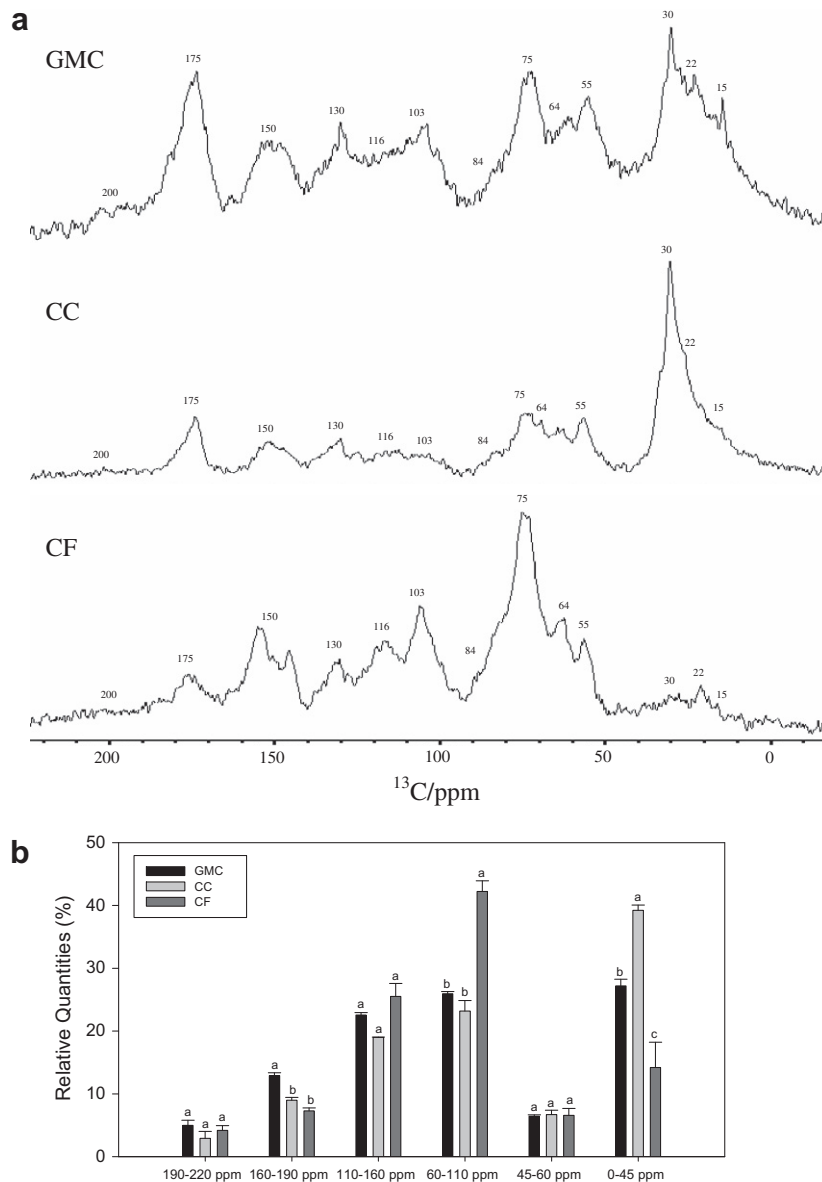 a
GMC
175
200
150
130
116
103
84
75
64
55
30
22
15
CC
200
175
150
130
116
103
84
75
64
55
30
22
15
CF
200
175
150
130
116
103
84
75
64
55
30
22
15
200 150 100 50 0
13C/ppm
b
Relative Quantities (%)
50
40
30
20
10
0
GMC
CC
CF
a a a
a b b
a a a
b b a
a a a
b a c
190-220 ppm 160-190 ppm 110-160 ppm 60-110 ppm 45-60 ppm 0-45 ppm